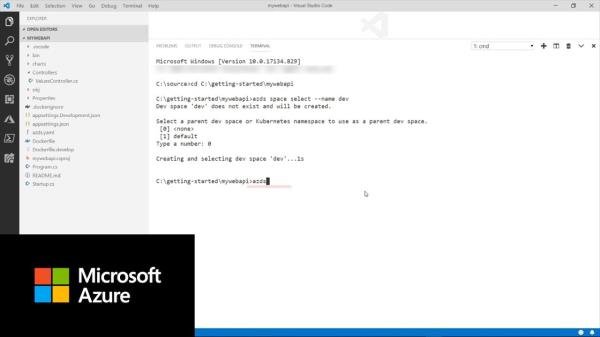 File Edit Selection View Go Debug Terminal Help
mywebapi - Visual Studio Code
EXPLORER
OPEN EDITORS
MYWEBAPI
.vscode
bin
charts
Controllers
ValuesController.cs
obj
Properties
.dockerignore
appsettings.Development.json
appsettings.json
azds.yaml
Dockerfile
Dockerfile.develop
mywebapi.csproj
Program.cs
README.md
Startup.cs
PROBLEMS OUTPUT DEBUG CONSOLE TERMINAL
1: cmd
Microsoft Windows [Version 10.0.17134.829]
C:\source>cd C:\getting-started\mywebapi
C:\getting-started\mywebapi>azds space select --name dev
Dev space 'dev' does not exist and will be created.
Select a parent dev space or Kubernetes namespace to use as a parent dev space.
[0] <none>
[1] default
Type a number: 0
Creating and selecting dev space 'dev'...1s
C:\getting-started\mywebapi>azds
Microsoft
Azure